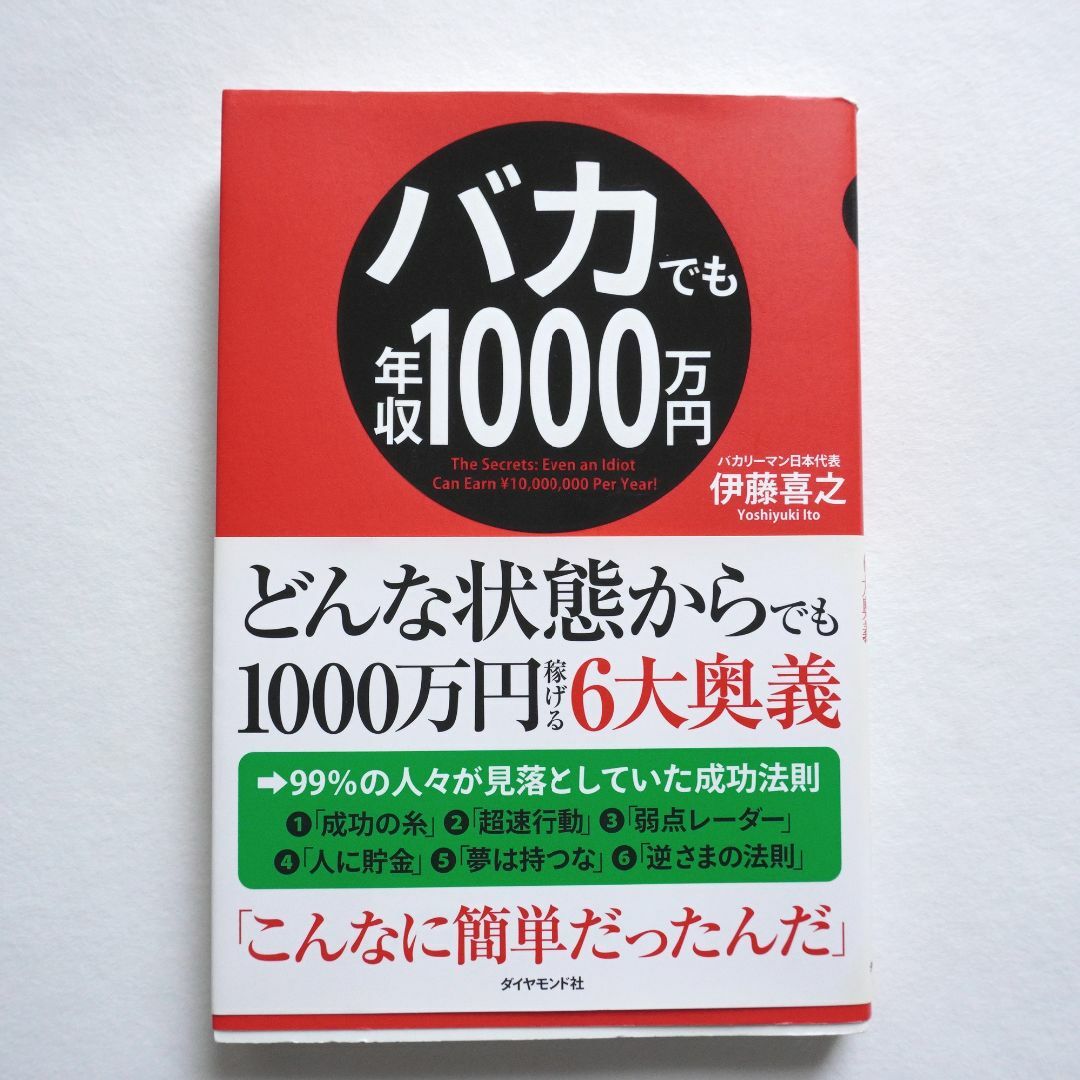 バカでも
年収1000万円
The Secrets: Even an Idiot
Can Earn ¥10,000,000 Per Year!
バカリーマン日本代表
伊藤喜之
Yoshiyuki Ito
どんな状態からでも
1000万円稼げる6大奥義
➡99%の人々が見落としていた成功法則
❶「成功の糸」❷「超速行動」❸「弱点レーダー」
❹「人に貯金」❺「夢は持つな」❻「逆さまの法則」
「こんなに簡単だったんだ」
ダイヤモンド社